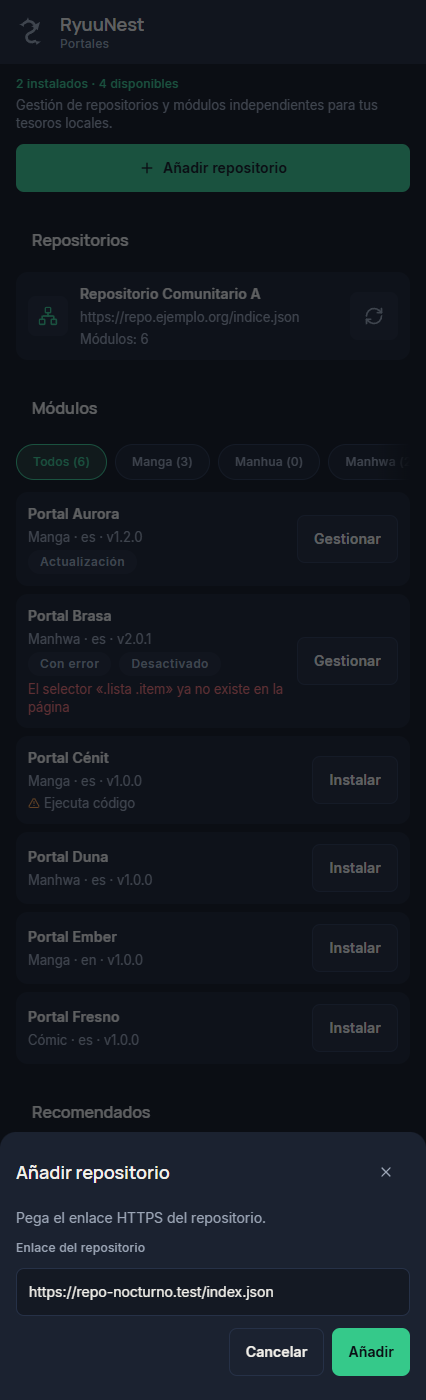 RyuuNest
Portales
2 instalados · 4 disponibles
Gestión de repositorios y módulos independientes para tus
tesoros locales.
Añadir repositorio
Repositorios
Repositorio Comunitario A
https://repo.ejemplo.org/indice.json
Módulos: 6
Módulos
Todos (6) Manga (3) Manhua (0) Manhwa (
Portal Aurora
Manga · es · v1.2.0
Actualización
Gestionar
Portal Brasa
Manhwa · es · v2.0.1
Con error Desactivado
El selector «.lista .item» ya no existe en la
página
Gestionar
Portal Cénit
Manga · es · v1.0.0
Ejecuta código
Instalar
Portal Duna
Manhwa · es · v1.0.0
Instalar
Portal Ember
Manga · en · v1.0.0
Instalar
Portal Fresno
Cómic · es · v1.0.0
Instalar
Recomendados
Añadir repositorio
Pega el enlace HTTPS del repositorio.
Enlace del repositorio
https://repo-nocturno.test/index.json
Cancelar Añadir